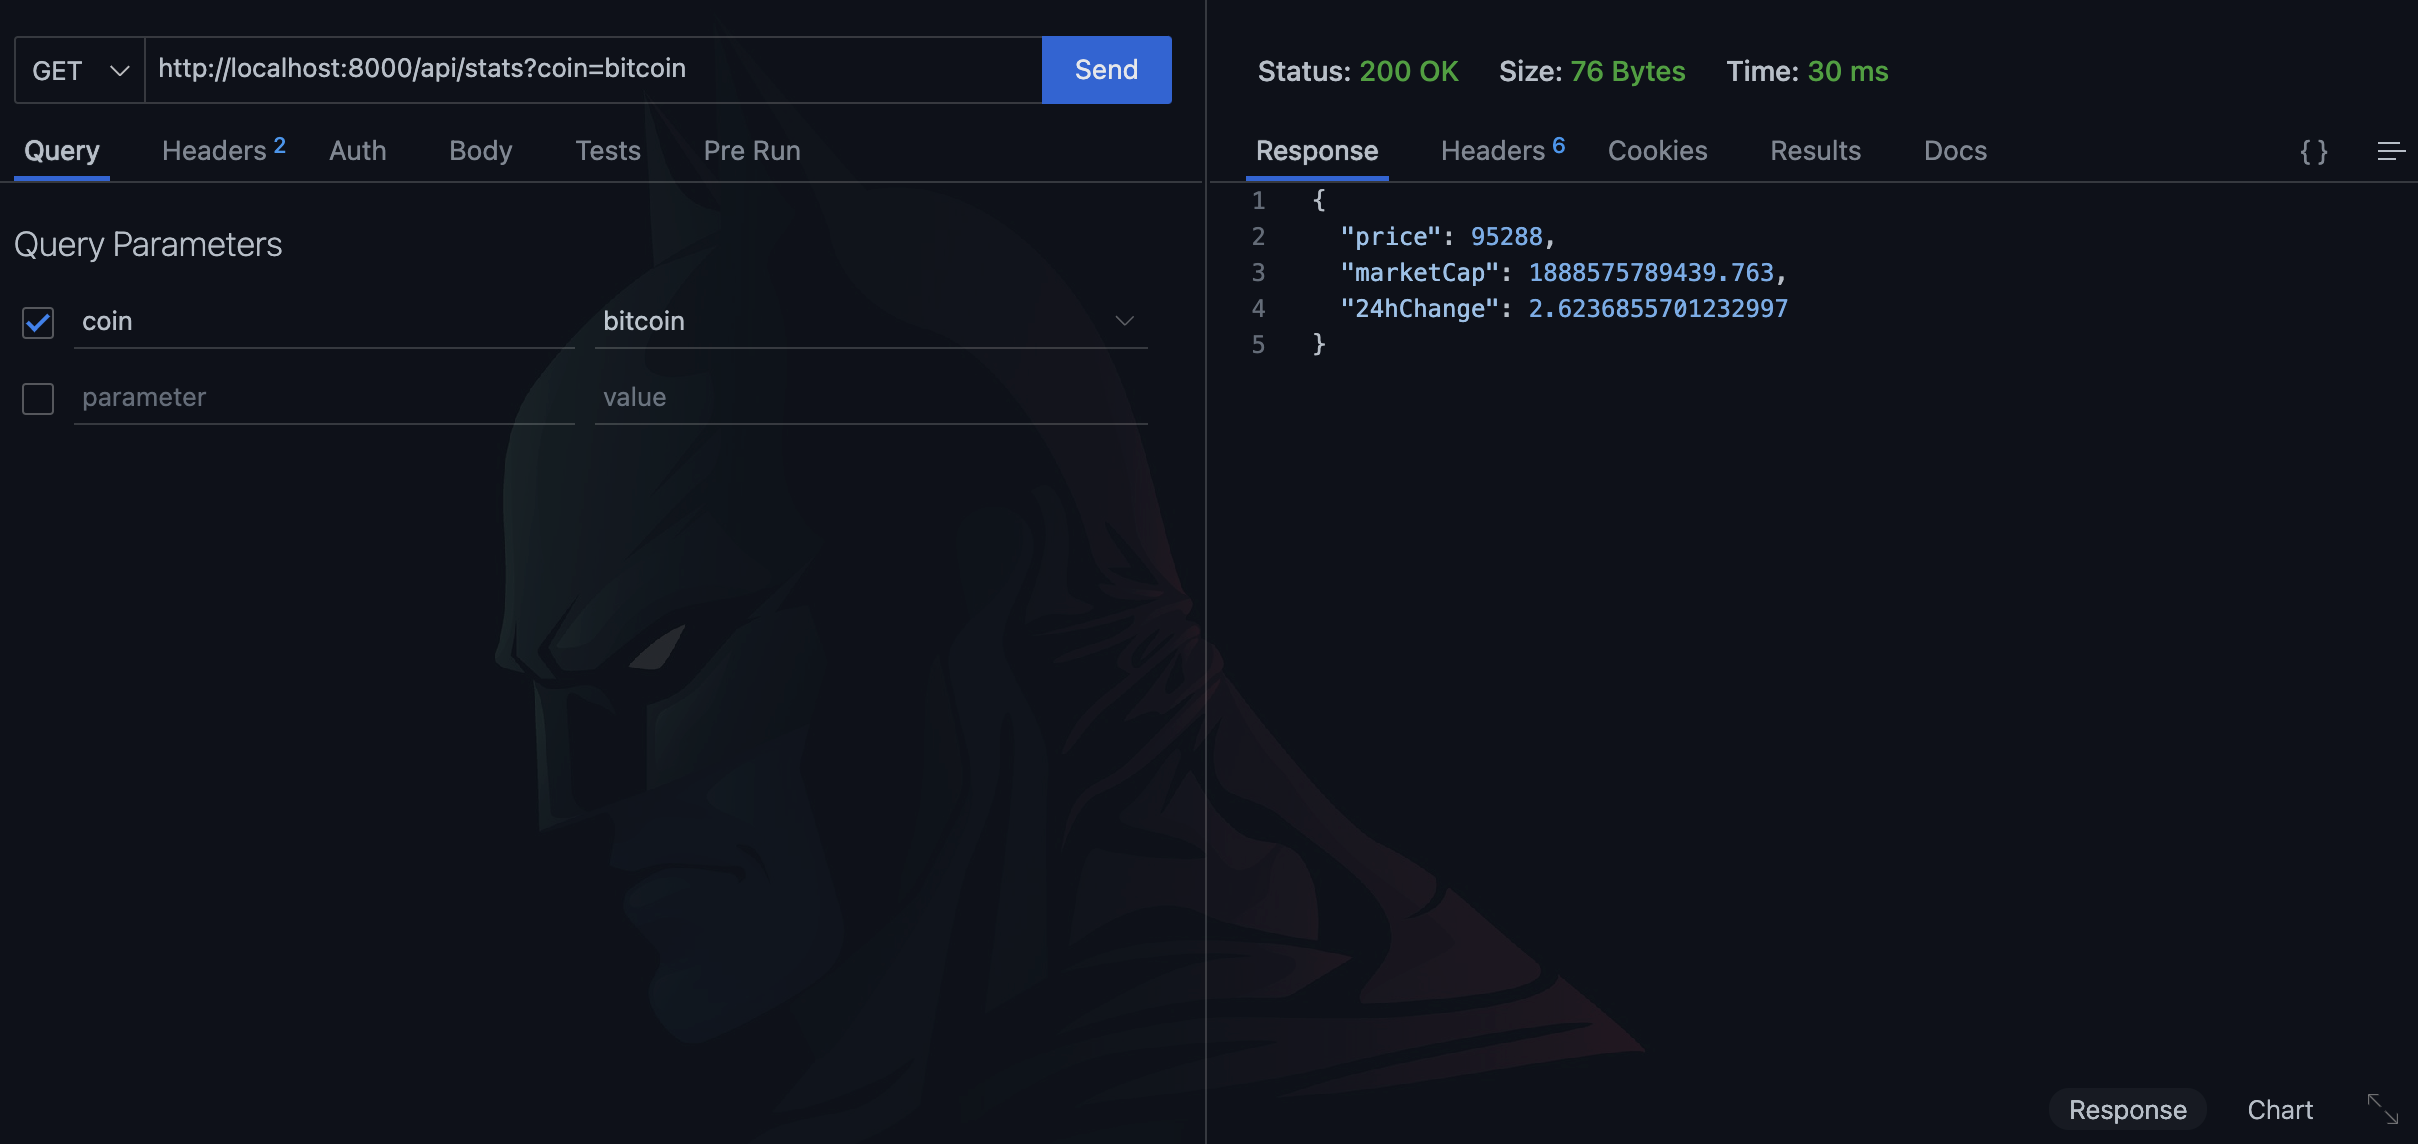 GET http://localhost:8000/api/stats?coin=bitcoin Send
Query Headers 2 Auth Body Tests Pre Run
Query Parameters
coin bitcoin
parameter value
Status: 200 OK Size: 76 Bytes Time: 30 ms
Response Headers 6 Cookies Results Docs {}
1 {
2 "price": 95288,
3 "marketCap": 1888575789439.763,
4 "24hChange": 2.6236855701232997
5 }
Response Chart